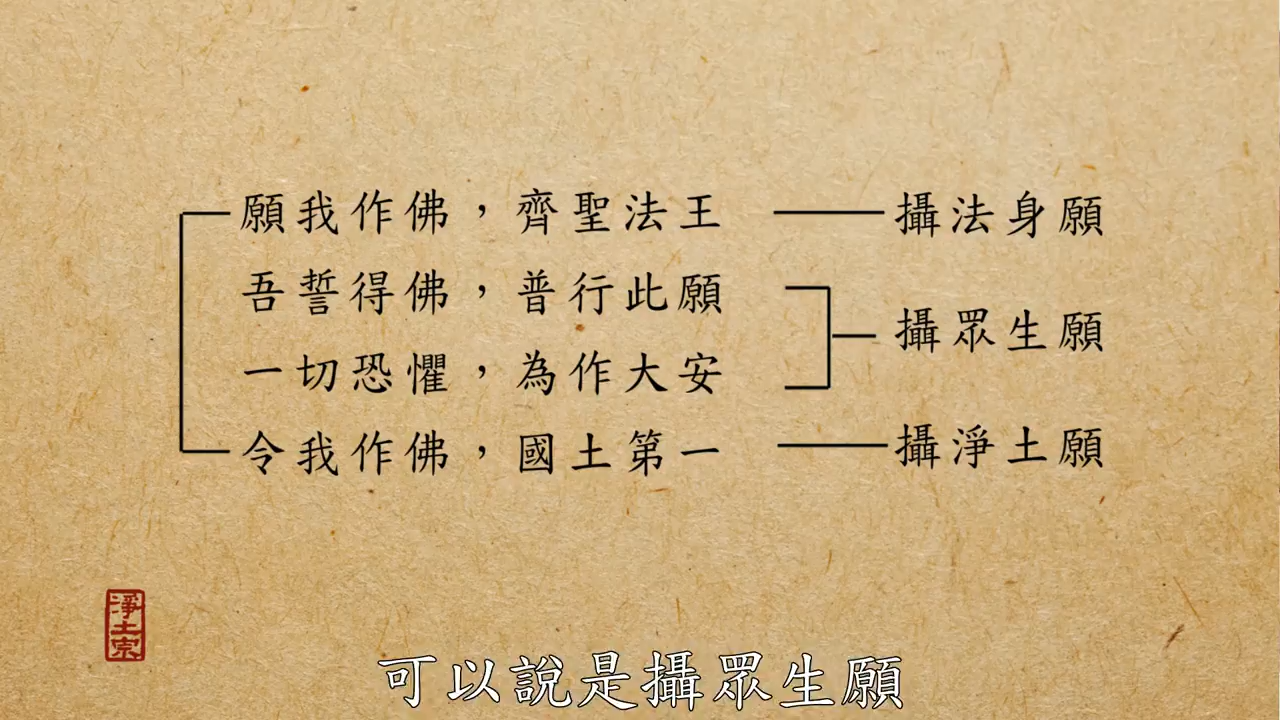 願我作佛，齊聖法王 攝法身願
吾誓得佛，普行此願
攝眾生願
一切恐懼，為作大安
令我作佛，國土第一 攝淨土願
淨土宗
可以說是攝眾生願